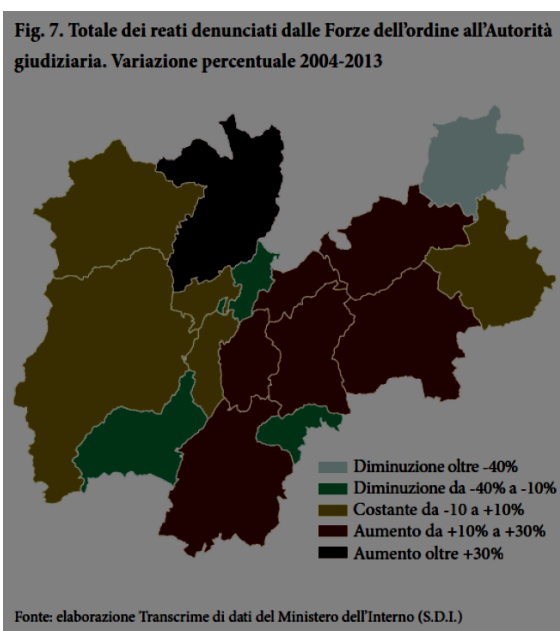 Fig. 7. Totale dei reati denunciati dalle Forze dell'ordine all'Autorità
giudiziaria. Variazione percentuale 2004-2013
Diminuzione oltre -40%
Diminuzione da -40% a -10%
Costante da -10 a +10%
Aumento da +10% a +30%
Aumento oltre +30%
Fonte: elaborazione Transcrime di dati del Ministero dell'Interno (S.D.I.)